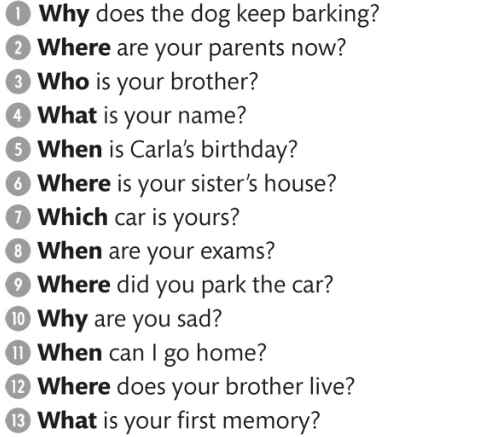 1 Why does the dog keep barking?
2 Where are your parents now?
3 Who is your brother?
4 What is your name?
5 When is Carla's birthday?
6 Where is your sister's house?
7 Which car is yours?
8 When are your exams?
9 Where did you park the car?
10 Why are you sad?
11 When can I go home?
12 Where does your brother live?
13 What is your first memory?